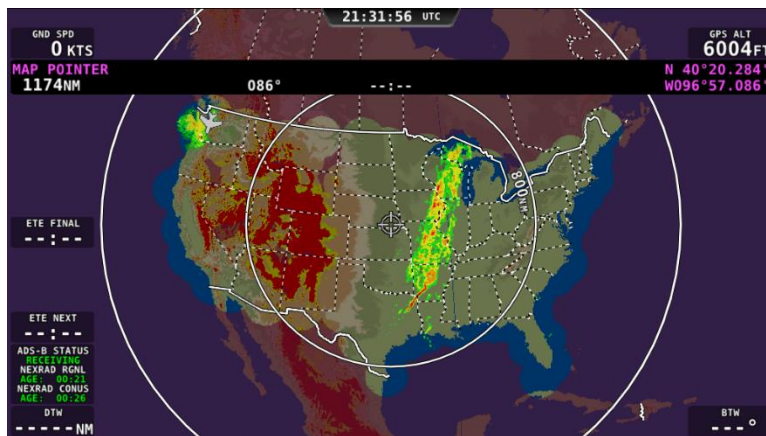 21:31:56 UTC
GND SPD
0 KTS
GPS ALT
6004FT
MAP POINTER
1174NM
086°
--:--
N 40°20.284'
W096°57.086'
800NM
ETE FINAL
--:--
ETE NEXT
--:--
ADS-B STATUS
RECEIVING
NEXRAD RGNL
AGE: 00:21
NEXRAD CONUS
AGE: 00:26
DTW
-----NM
BTW
---°